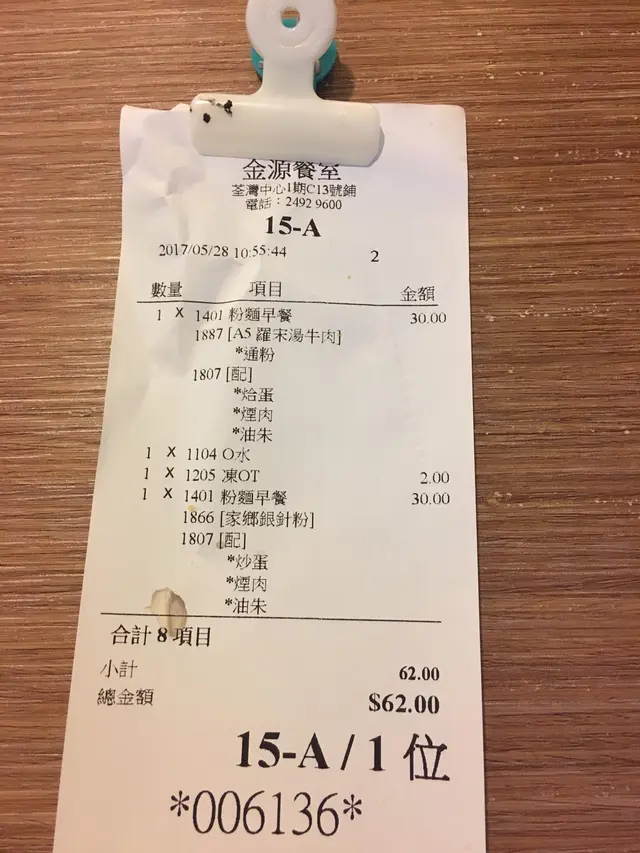 金源餐室
荃灣中心1期C13號鋪
電話：2492 9600
15-A
2017/05/28 10:55:44 2
數量 項目 金額
1 X 1401 粉麵早餐 30.00
1887 [A5 羅宋湯牛肉]
*通粉
1807 [配]
*烚蛋
*煙肉
*油朱
1 X 1104 O水
1 X 1205 凍OT 2.00
1 X 1401 粉麵早餐 30.00
1866 [家鄉銀針粉]
1807 [配]
*炒蛋
*煙肉
*油朱
合計 8 項目
小計 62.00
總金額 $62.00
15-A / 1 位
*006136*